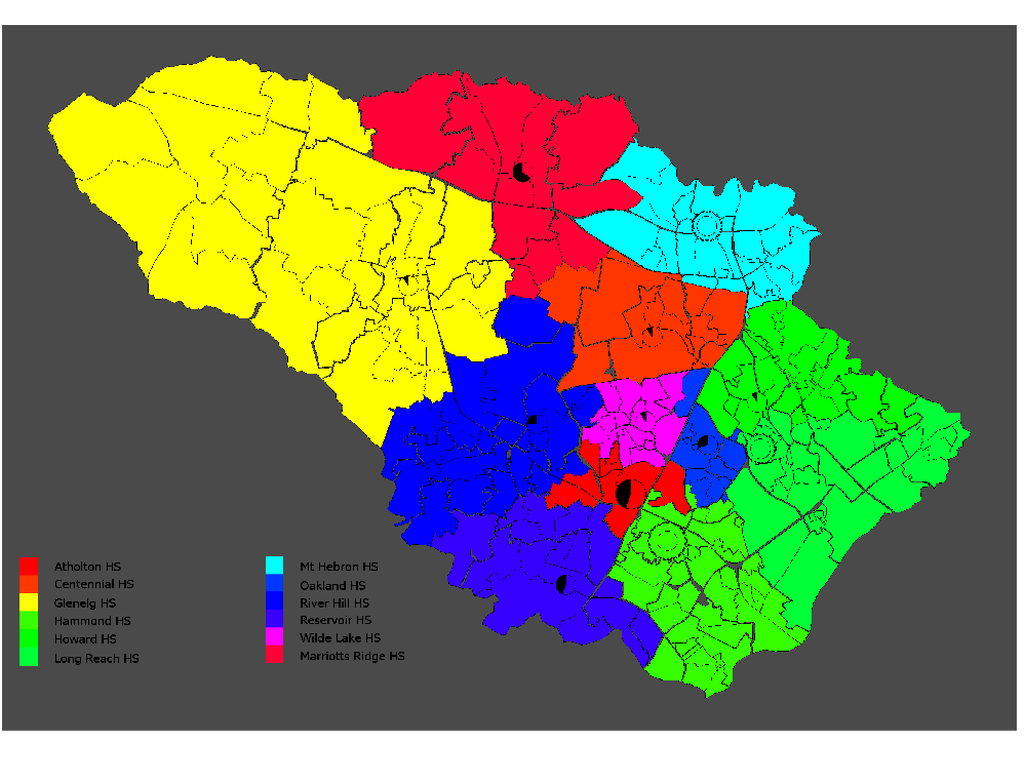 Atholton HS
Centennial HS
Glenelg HS
Hammond HS
Howard HS
Long Reach HS
Mt Hebron HS
Oakland HS
River Hill HS
Reservoir HS
Wilde Lake HS
Marriotts Ridge HS